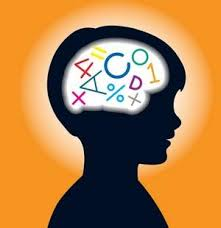 4 = C O 1
x A % D +